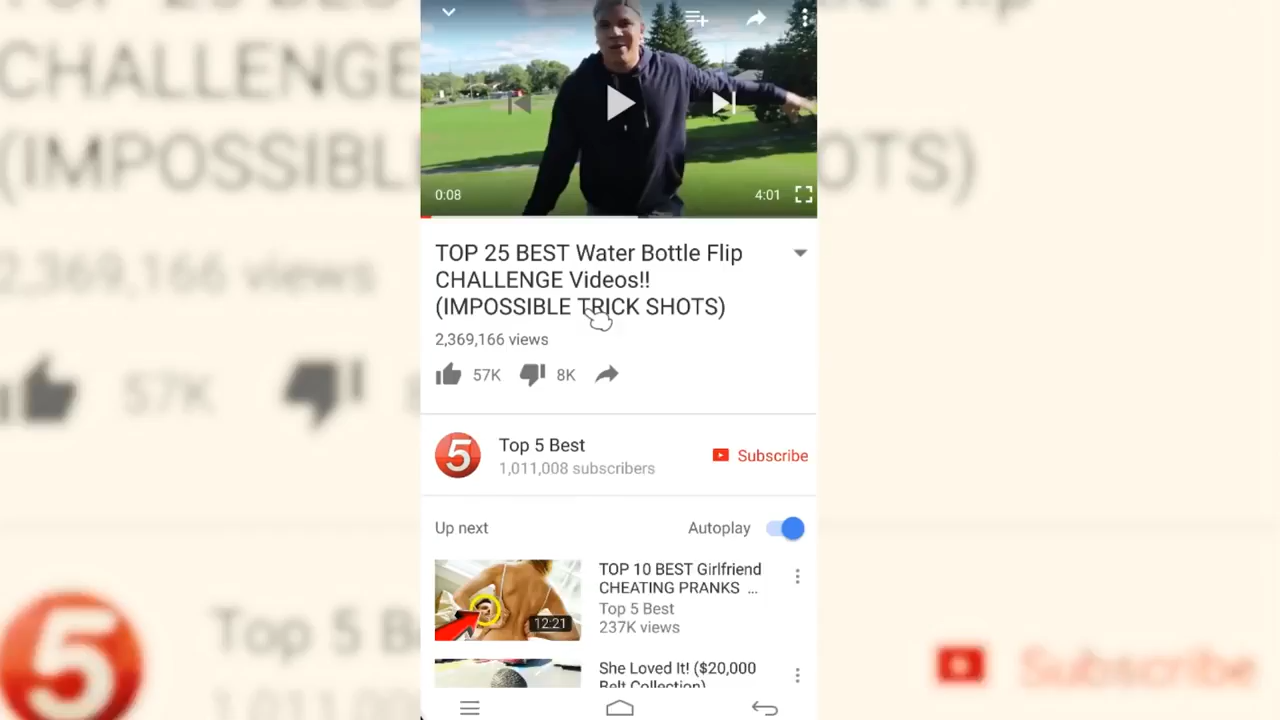 0:08
4:01
TOP 25 BEST Water Bottle Flip
CHALLENGE Videos!!
(IMPOSSIBLE TRICK SHOTS)
2,369,166 views
57K
8K
5
Top 5 Best
1,011,008 subscribers
Subscribe
Up next
Autoplay
12:21
TOP 10 BEST Girlfriend
CHEATING PRANKS ...
Top 5 Best
237K views
She Loved It! ($20,000
Belt Collection)